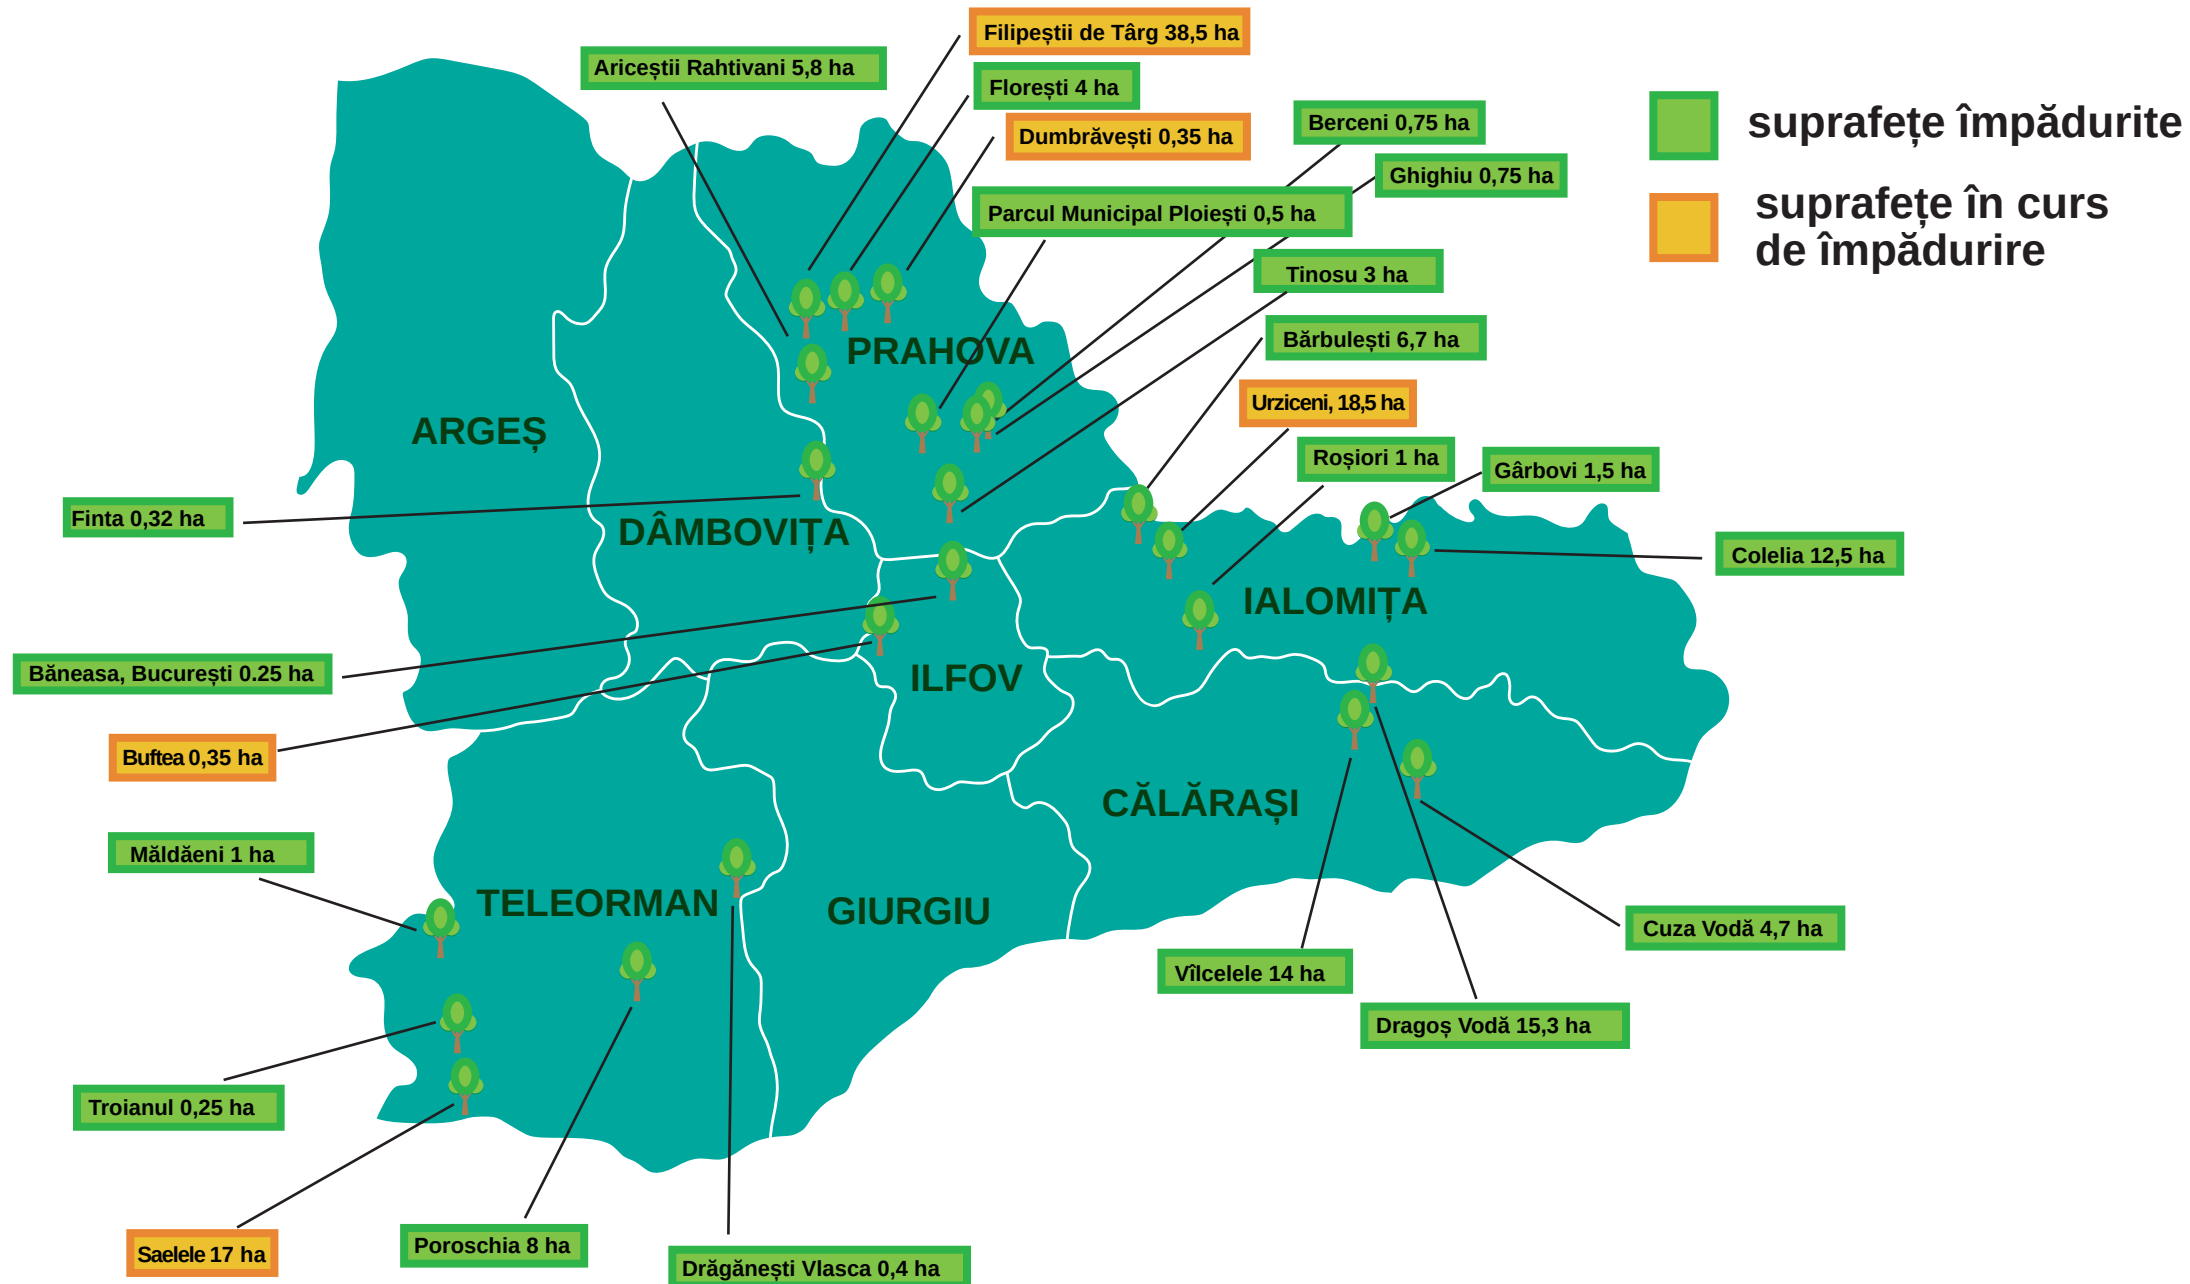 Filipeștii de Târg 38,5 ha
Ariceștii Rahtivani 5,8 ha
Florești 4 ha
Dumbrăvești 0,35 ha
Berceni 0,75 ha
Ghighiu 0,75 ha
Parcul Municipal Ploiești 0,5 ha
Tinosu 3 ha
suprafețe împădurite
suprafețe în curs
de împădurire
Bărbulești 6,7 ha
Urziceni, 18,5 ha
Roșiori 1 ha
Gârbovi 1,5 ha
Colelia 12,5 ha
PRAHOVA
ARGEȘ
DÂMBOVIȚA
IALOMIȚA
ILFOV
CĂLĂRAȘI
TELEORMAN
GIURGIU
Finta 0,32 ha
Băneasa, București 0.25 ha
Buftea 0,35 ha
Măldăeni 1 ha
Troianul 0,25 ha
Saelele 17 ha
Poroschia 8 ha
Drăgănești Vlasca 0,4 ha
Vîlcelele 14 ha
Dragoș Vodă 15,3 ha
Cuza Vodă 4,7 ha